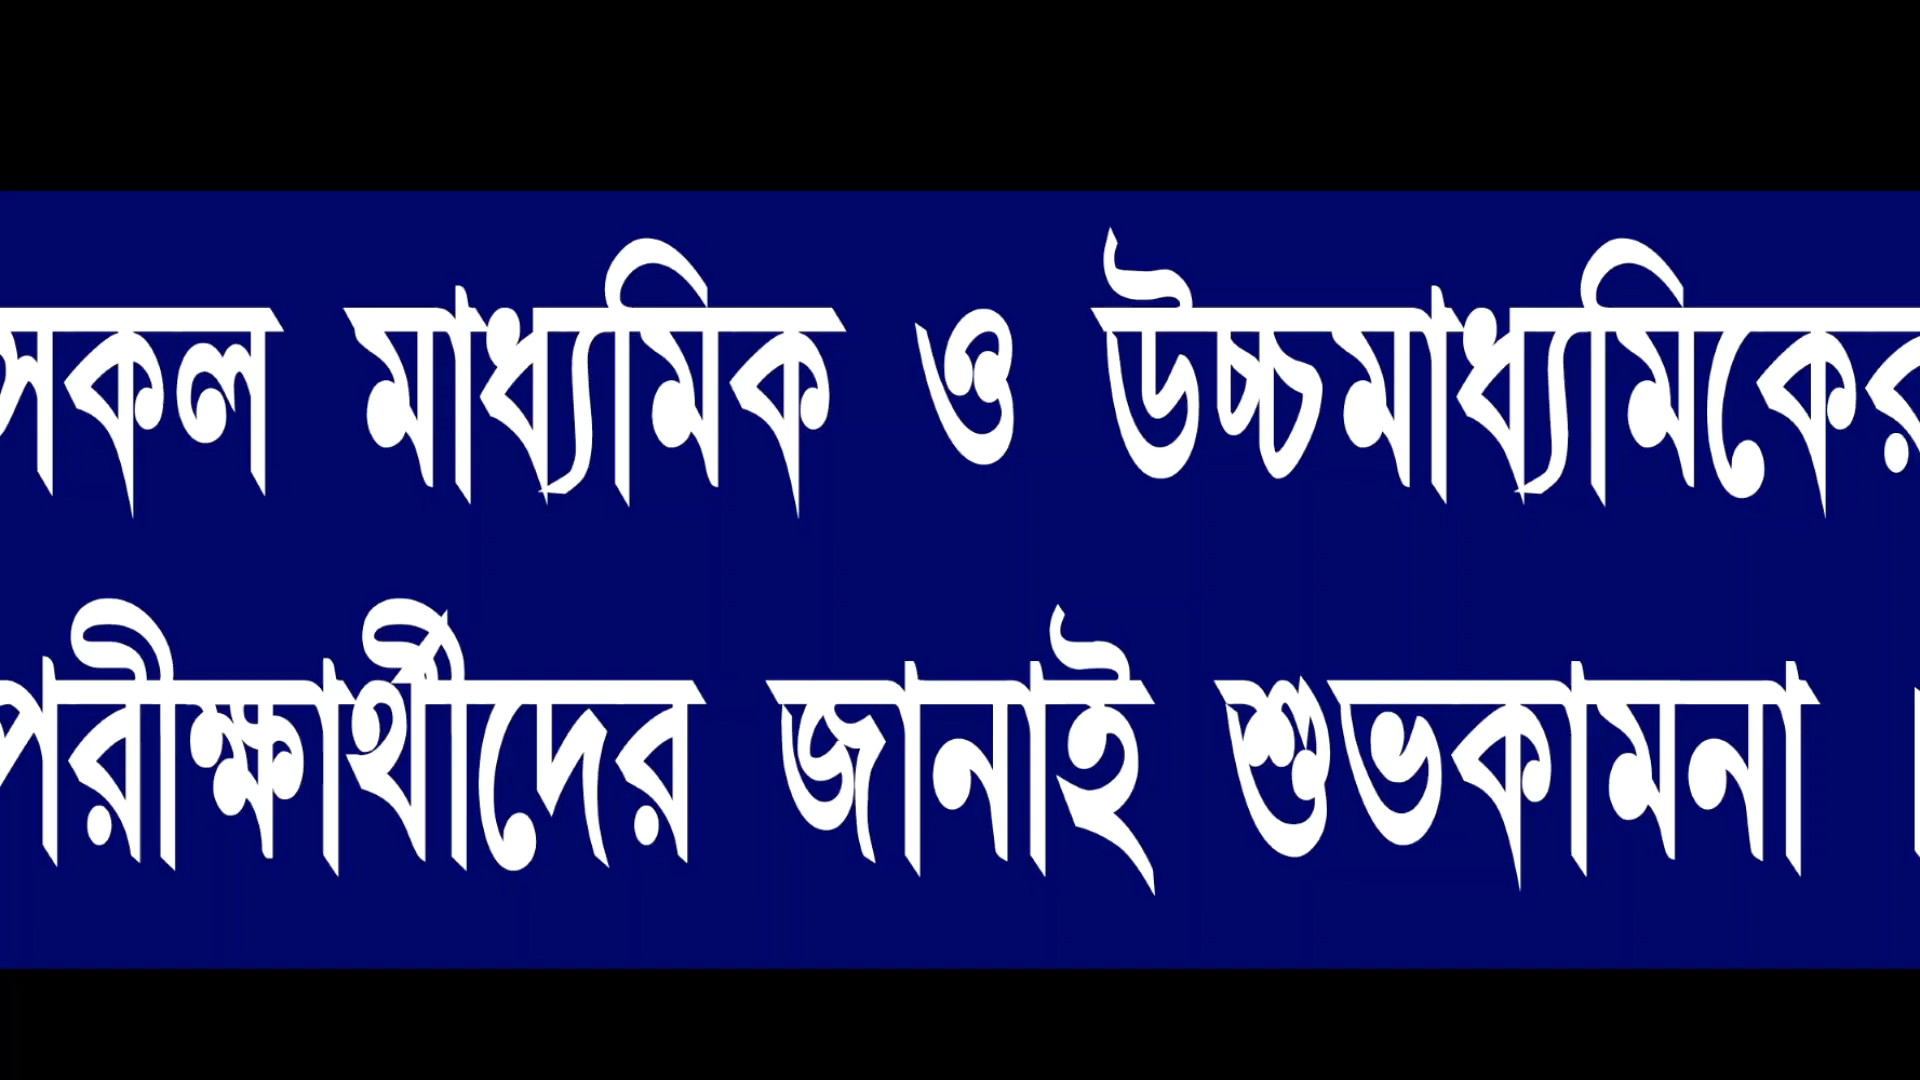 সকল মাধ্যমিক ও উচ্চমাধ্যমিকের
পরীক্ষার্থীদের জানাই শুভকামনা ।